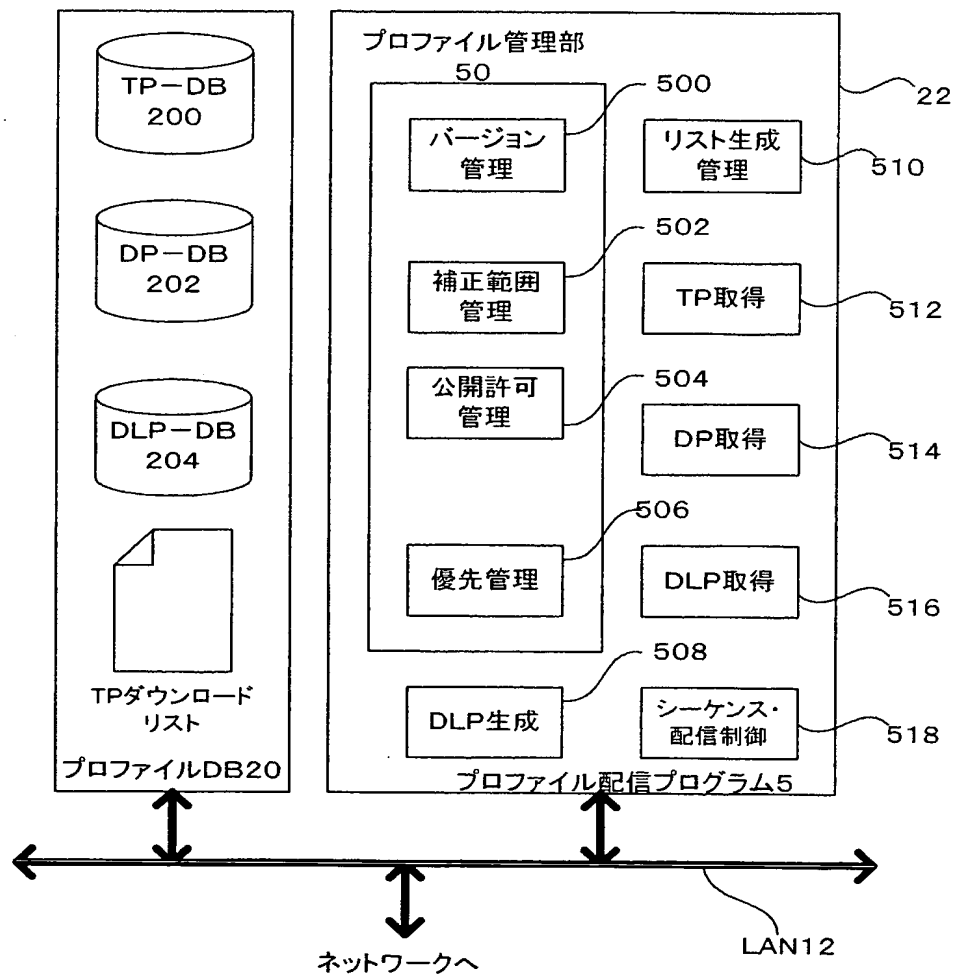 TP－DB
200
DP－DB
202
DLP－DB
204
TPダウンロード
リスト
プロファイルDB20
プロファイル管理部
50
バージョン
管理
500
補正範囲
管理
502
公開許可
管理
504
優先管理
506
DLP生成
508
リスト生成
管理
510
TP取得
512
DP取得
514
DLP取得
516
シーケンス・
配信制御
518
22
プロファイル配信プログラム5
LAN12
ネットワークへ